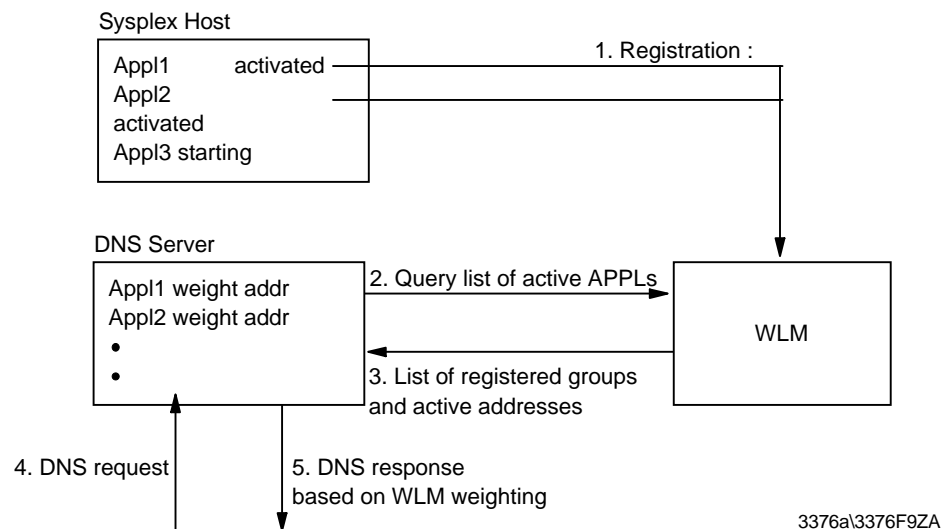 Sysplex Host
Appl1 activated
1. Registration :
Appl2
activated
Appl3 starting
DNS Server
Appl1 weight addr
Appl2 weight addr
•
•
2. Query list of active APPLs
WLM
3. List of registered groups
and active addresses
4. DNS request
5. DNS response
based on WLM weighting
3376a\3376F9ZA